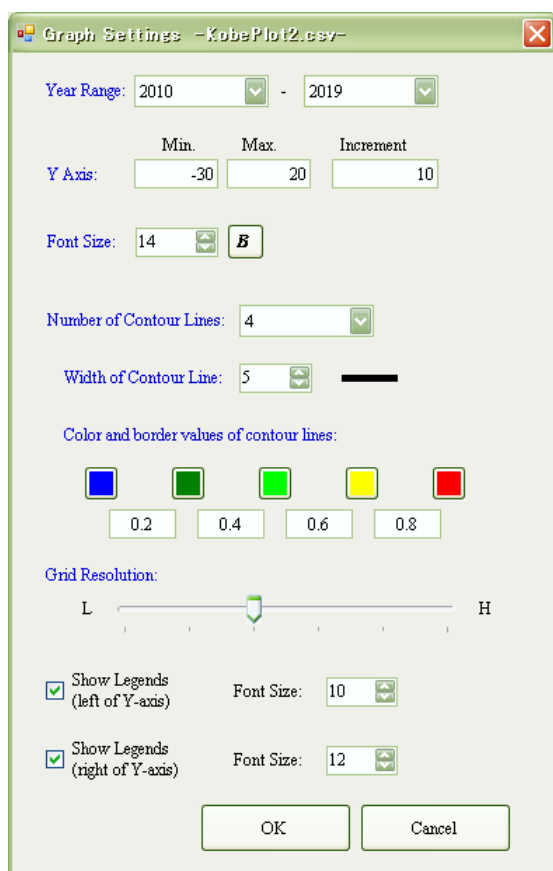 Graph Settings -KobePlot2.csv-
Year Range: 2010 - 2019
Min. Max. Increment
Y Axis: -30 20 10
Font Size: 14 B
Number of Contour Lines: 4
Width of Contour Line: 5
Color and border values of contour lines:
0.2 0.4 0.6 0.8
Grid Resolution:
L H
Show Legends
(left of Y-axis) Font Size: 10
Show Legends
(right of Y-axis) Font Size: 12
OK Cancel